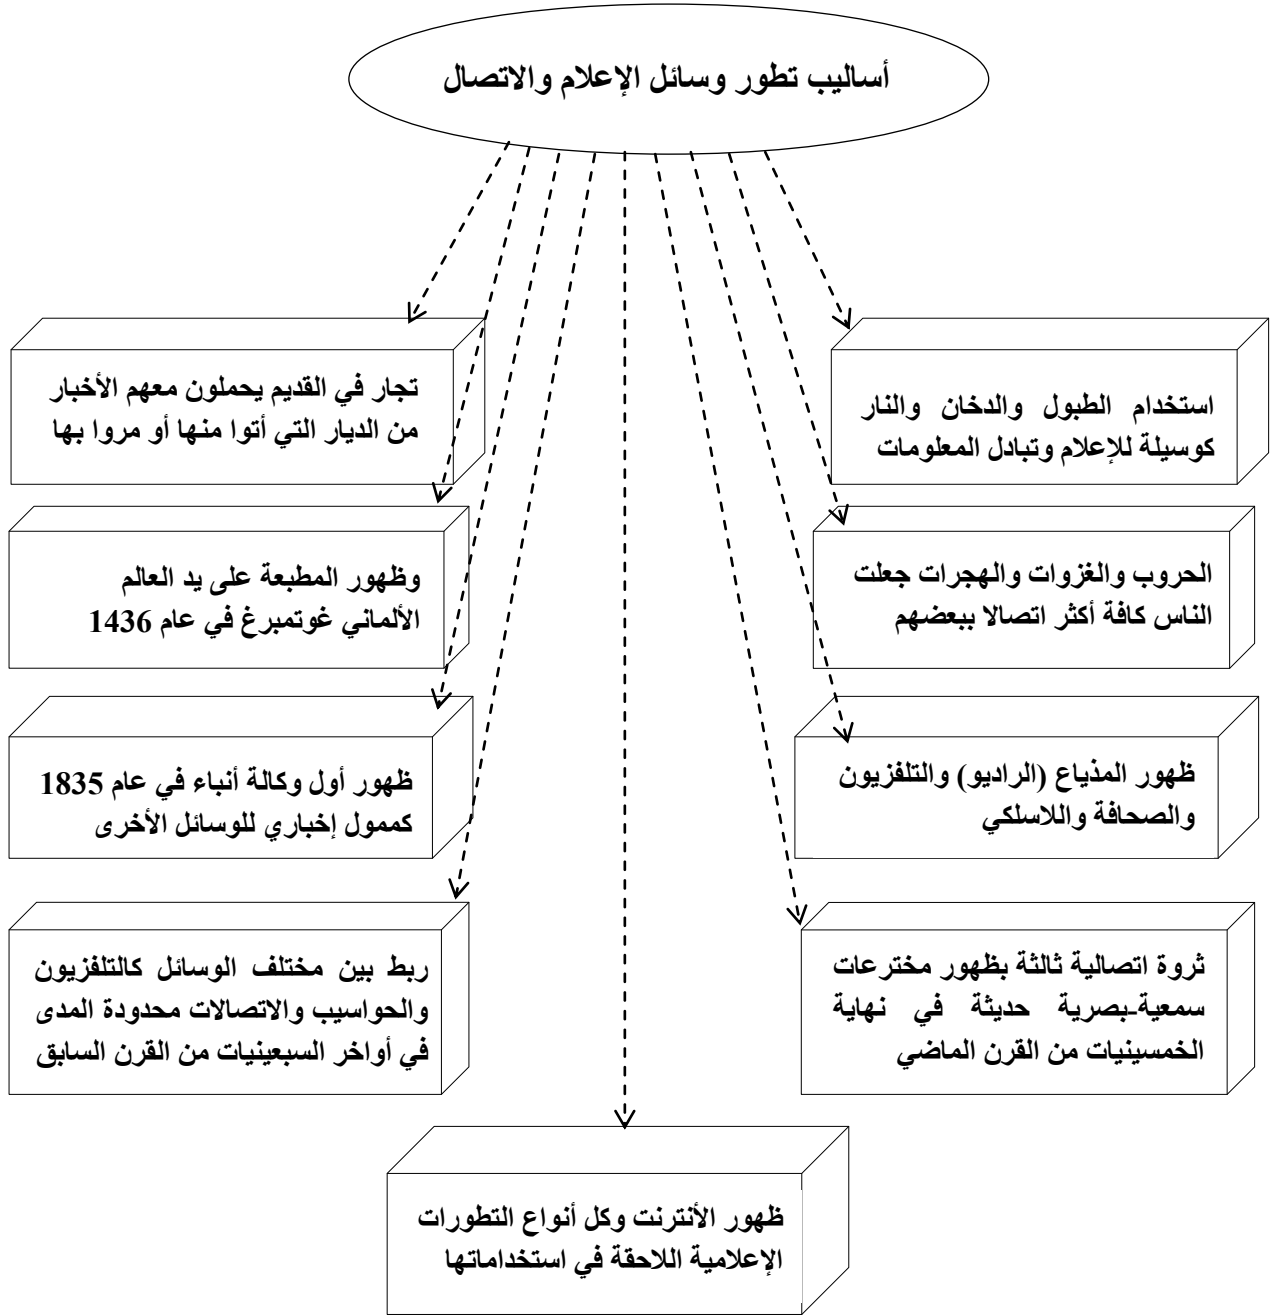 أساليب تطور وسائل الإعلام والاتصال
استخدام الطبول والدخان والنار
كوسيلة للإعلام وتبادل المعلومات
تجار في القديم يحملون معهم الأخبار
من الديار التي أتوا منها أو مروا بها
الحروب والغزوات والهجرات جعلت
الناس كافة أكثر اتصالا ببعضهم
وظهور المطبعة على يد العالم
الألماني غوتمبرغ في عام 1436
ظهور المذياع (الراديو) والتلفزيون
والصحافة واللاسلكي
ظهور أول وكالة أنباء في عام 1835
كممول إخباري للوسائل الأخرى
ثروة اتصالية ثالثة بظهور مخترعات
سمعية-بصرية حديثة في نهاية
الخمسينيات من القرن الماضي
ربط بين مختلف الوسائل كالتلفزيون
والحواسيب والاتصالات محدودة المدى
في أواخر السبعينيات من القرن السابق
ظهور الأنترنت وكل أنواع التطورات
الإعلامية اللاحقة في استخداماتها